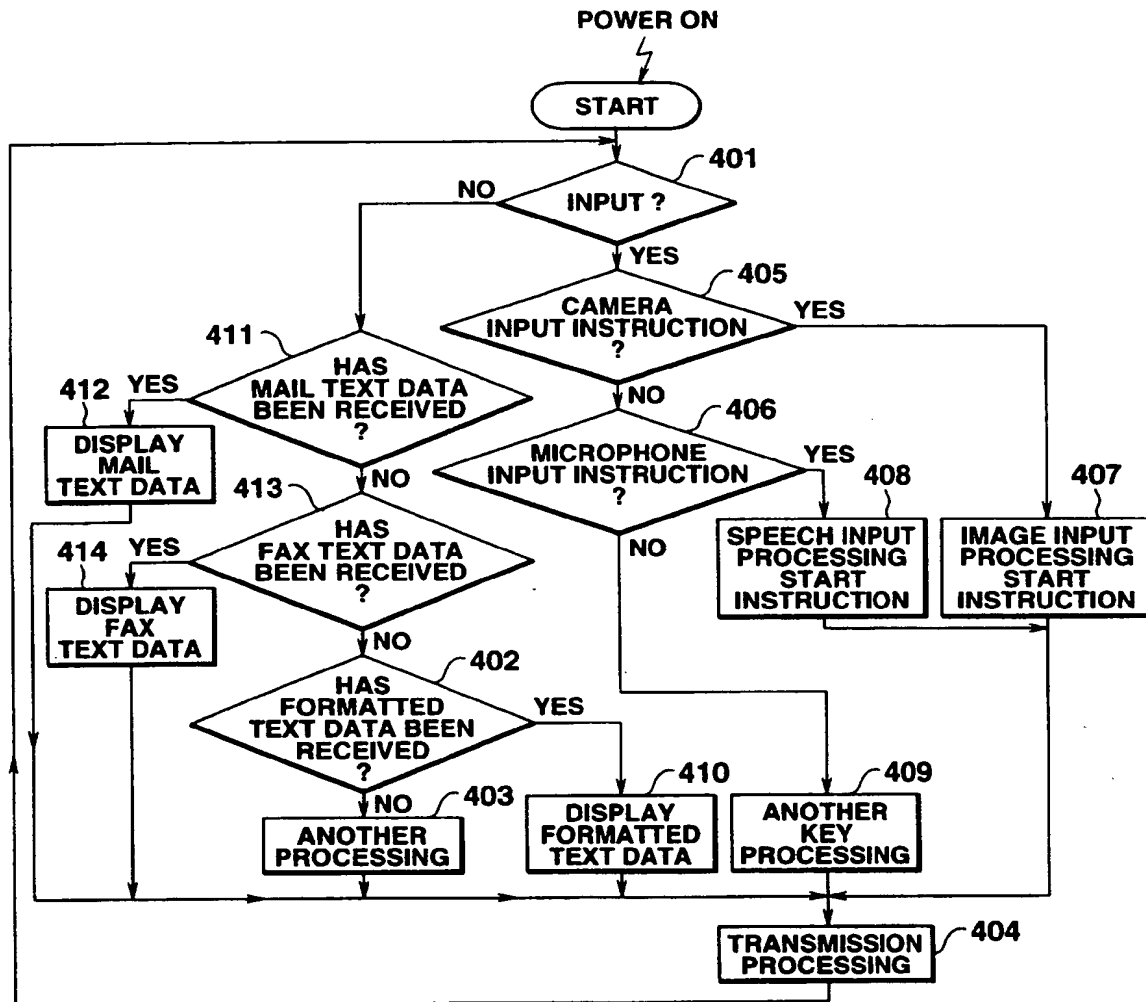 POWER ON
START
401
INPUT ?
NO
YES
405
CAMERA
INPUT INSTRUCTION
?
YES
NO
411
HAS
MAIL TEXT DATA
BEEN RECEIVED
?
YES
NO
412
DISPLAY
MAIL
TEXT DATA
406
MICROPHONE
INPUT INSTRUCTION
?
YES
NO
408
SPEECH INPUT
PROCESSING
START
INSTRUCTION
407
IMAGE INPUT
PROCESSING
START
INSTRUCTION
413
HAS
FAX TEXT DATA
BEEN RECEIVED
?
YES
NO
414
DISPLAY
FAX
TEXT DATA
402
HAS
FORMATTED
TEXT DATA BEEN
RECEIVED
?
YES
NO
403
ANOTHER
PROCESSING
410
DISPLAY
FORMATTED
TEXT DATA
409
ANOTHER
KEY
PROCESSING
TRANSMISSION
PROCESSING
404